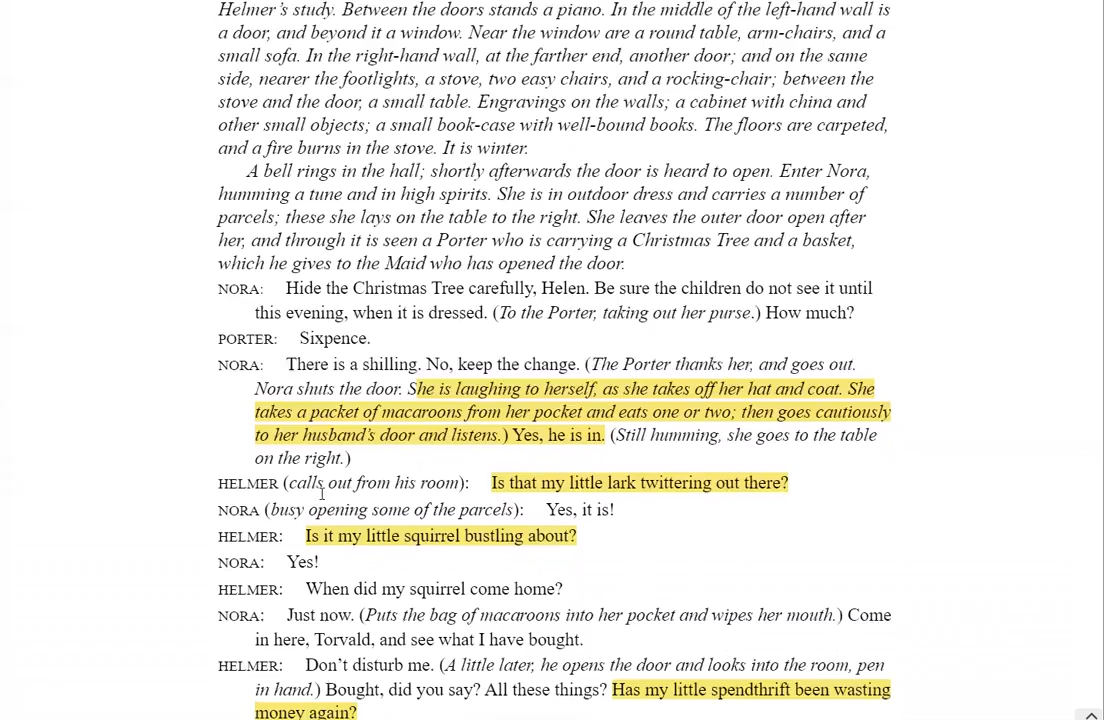 Helmer's study. Between the doors stands a piano. In the middle of the left-hand wall is
a door, and beyond it a window. Near the window are a round table, arm-chairs, and a
small sofa. In the right-hand wall, at the farther end, another door; and on the same
side, nearer the footlights, a stove, two easy chairs, and a rocking-chair; between the
stove and the door, a small table. Engravings on the walls; a cabinet with china and
other small objects; a small book-case with well-bound books. The floors are carpeted,
and a fire burns in the stove. It is winter.
A bell rings in the hall; shortly afterwards the door is heard to open. Enter Nora,
humming a tune and in high spirits. She is in outdoor dress and carries a number of
parcels; these she lays on the table to the right. She leaves the outer door open after
her, and through it is seen a Porter who is carrying a Christmas Tree and a basket,
which he gives to the Maid who has opened the door.
NORA: Hide the Christmas Tree carefully, Helen. Be sure the children do not see it until
this evening, when it is dressed. (To the Porter, taking out her purse.) How much?
PORTER: Sixpence.
NORA: There is a shilling. No, keep the change. (The Porter thanks her, and goes out.
Nora shuts the door. She is laughing to herself, as she takes off her hat and coat. She
takes a packet of macaroons from her pocket and eats one or two; then goes cautiously
to her husband's door and listens.) Yes, he is in. (Still humming, she goes to the table
on the right.)
HELMER (calls out from his room): Is that my little lark twittering out there?
NORA (busy opening some of the parcels): Yes, it is!
HELMER: Is it my little squirrel bustling about?
NORA: Yes!
HELMER: When did my squirrel come home?
NORA: Just now. (Puts the bag of macaroons into her pocket and wipes her mouth.) Come
in here, Torvald, and see what I have bought.
HELMER: Don't disturb me. (A little later, he opens the door and looks into the room, pen
in hand.) Bought, did you say? All these things? Has my little spendthrift been wasting
money again?